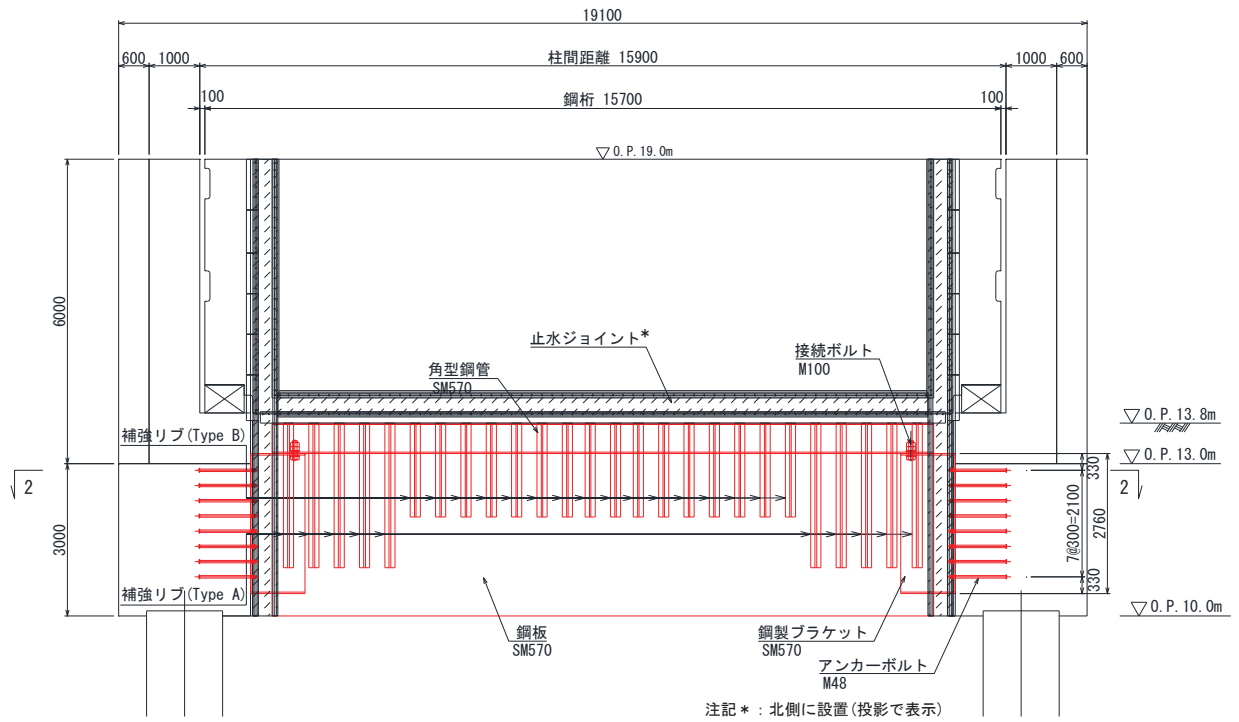 19100
600
1000
柱間距離 15900
1000
600
100
鋼桁 15700
100
▽ O.P.19.0m
6000
止水ジョイント*
接続ボルト
M100
角型鋼管
SM570
▽ O.P.13.8m
補強リブ(Type B)
▽ O.P.13.0m
2
2
330
7@300=2100
2760
330
3000
補強リブ(Type A)
▽ O.P.10.0m
鋼板
SM570
鋼製ブラケット
SM570
アンカーボルト
M48
注記*：北側に設置(投影で表示)